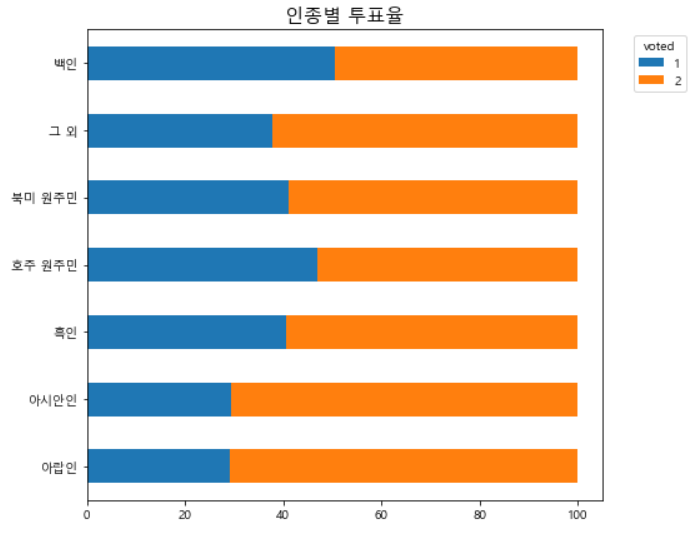 인종별 투표율
voted
1
2
백인
그 외
북미 원주민
호주 원주민
흑인
아시안인
아랍인
0 20 40 60 80 100